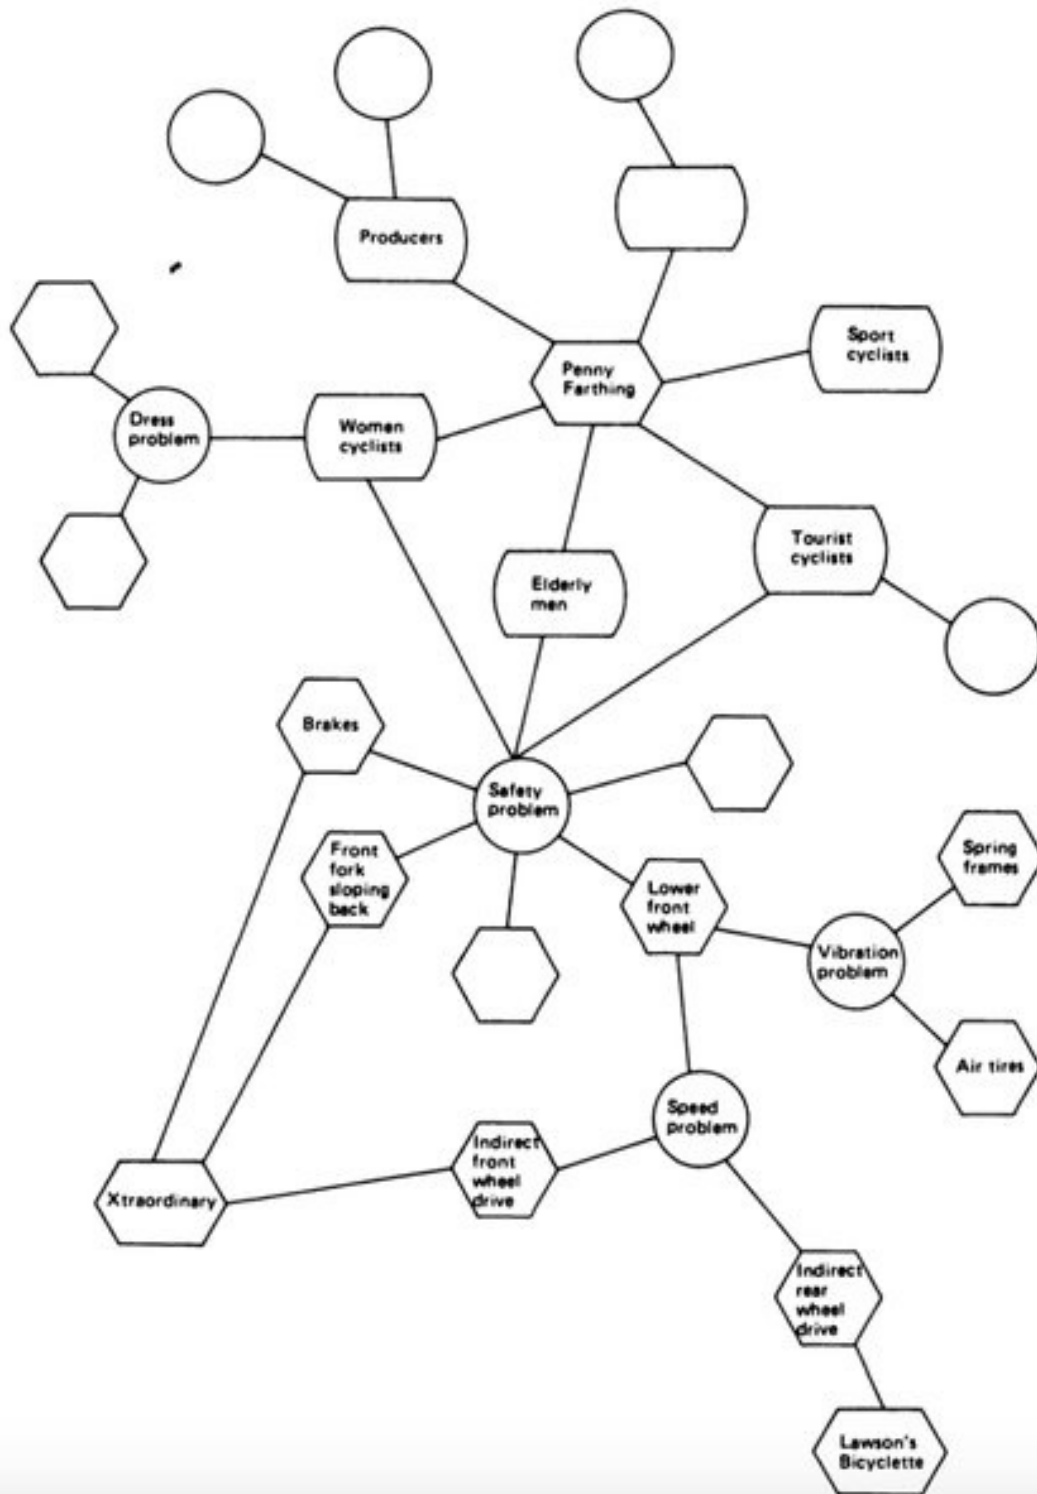 Producers
Penny
Farthing
Sport
cyclists
Dress
problem
Women
cyclists
Tourist
cyclists
Elderly
men
Brakes
Safety
problem
Front
fork
sloping
back
Lower
front
wheel
Spring
frames
Vibration
problem
Air tires
Speed
problem
Indirect
front
wheel
drive
Xtraordinary
Indirect
rear
wheel
drive
Lawson's
Bicyclette